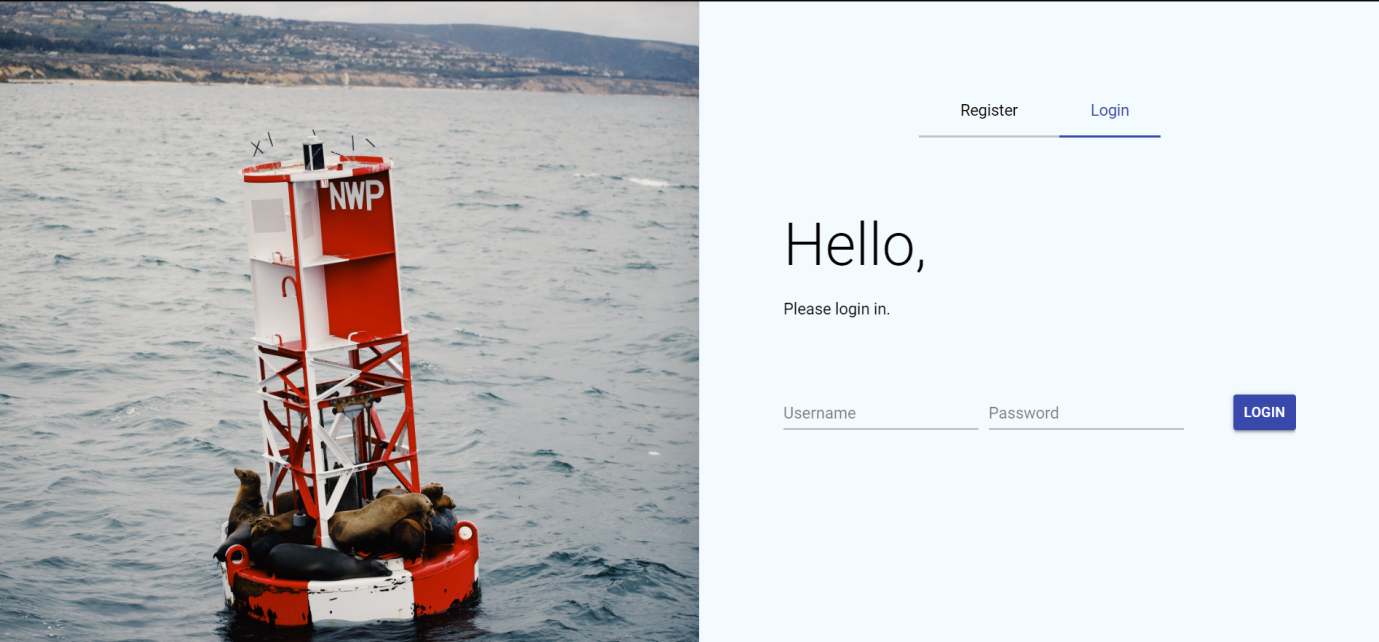 NWP
Register
Login
Hello,
Please login in.
Username
Password
LOGIN